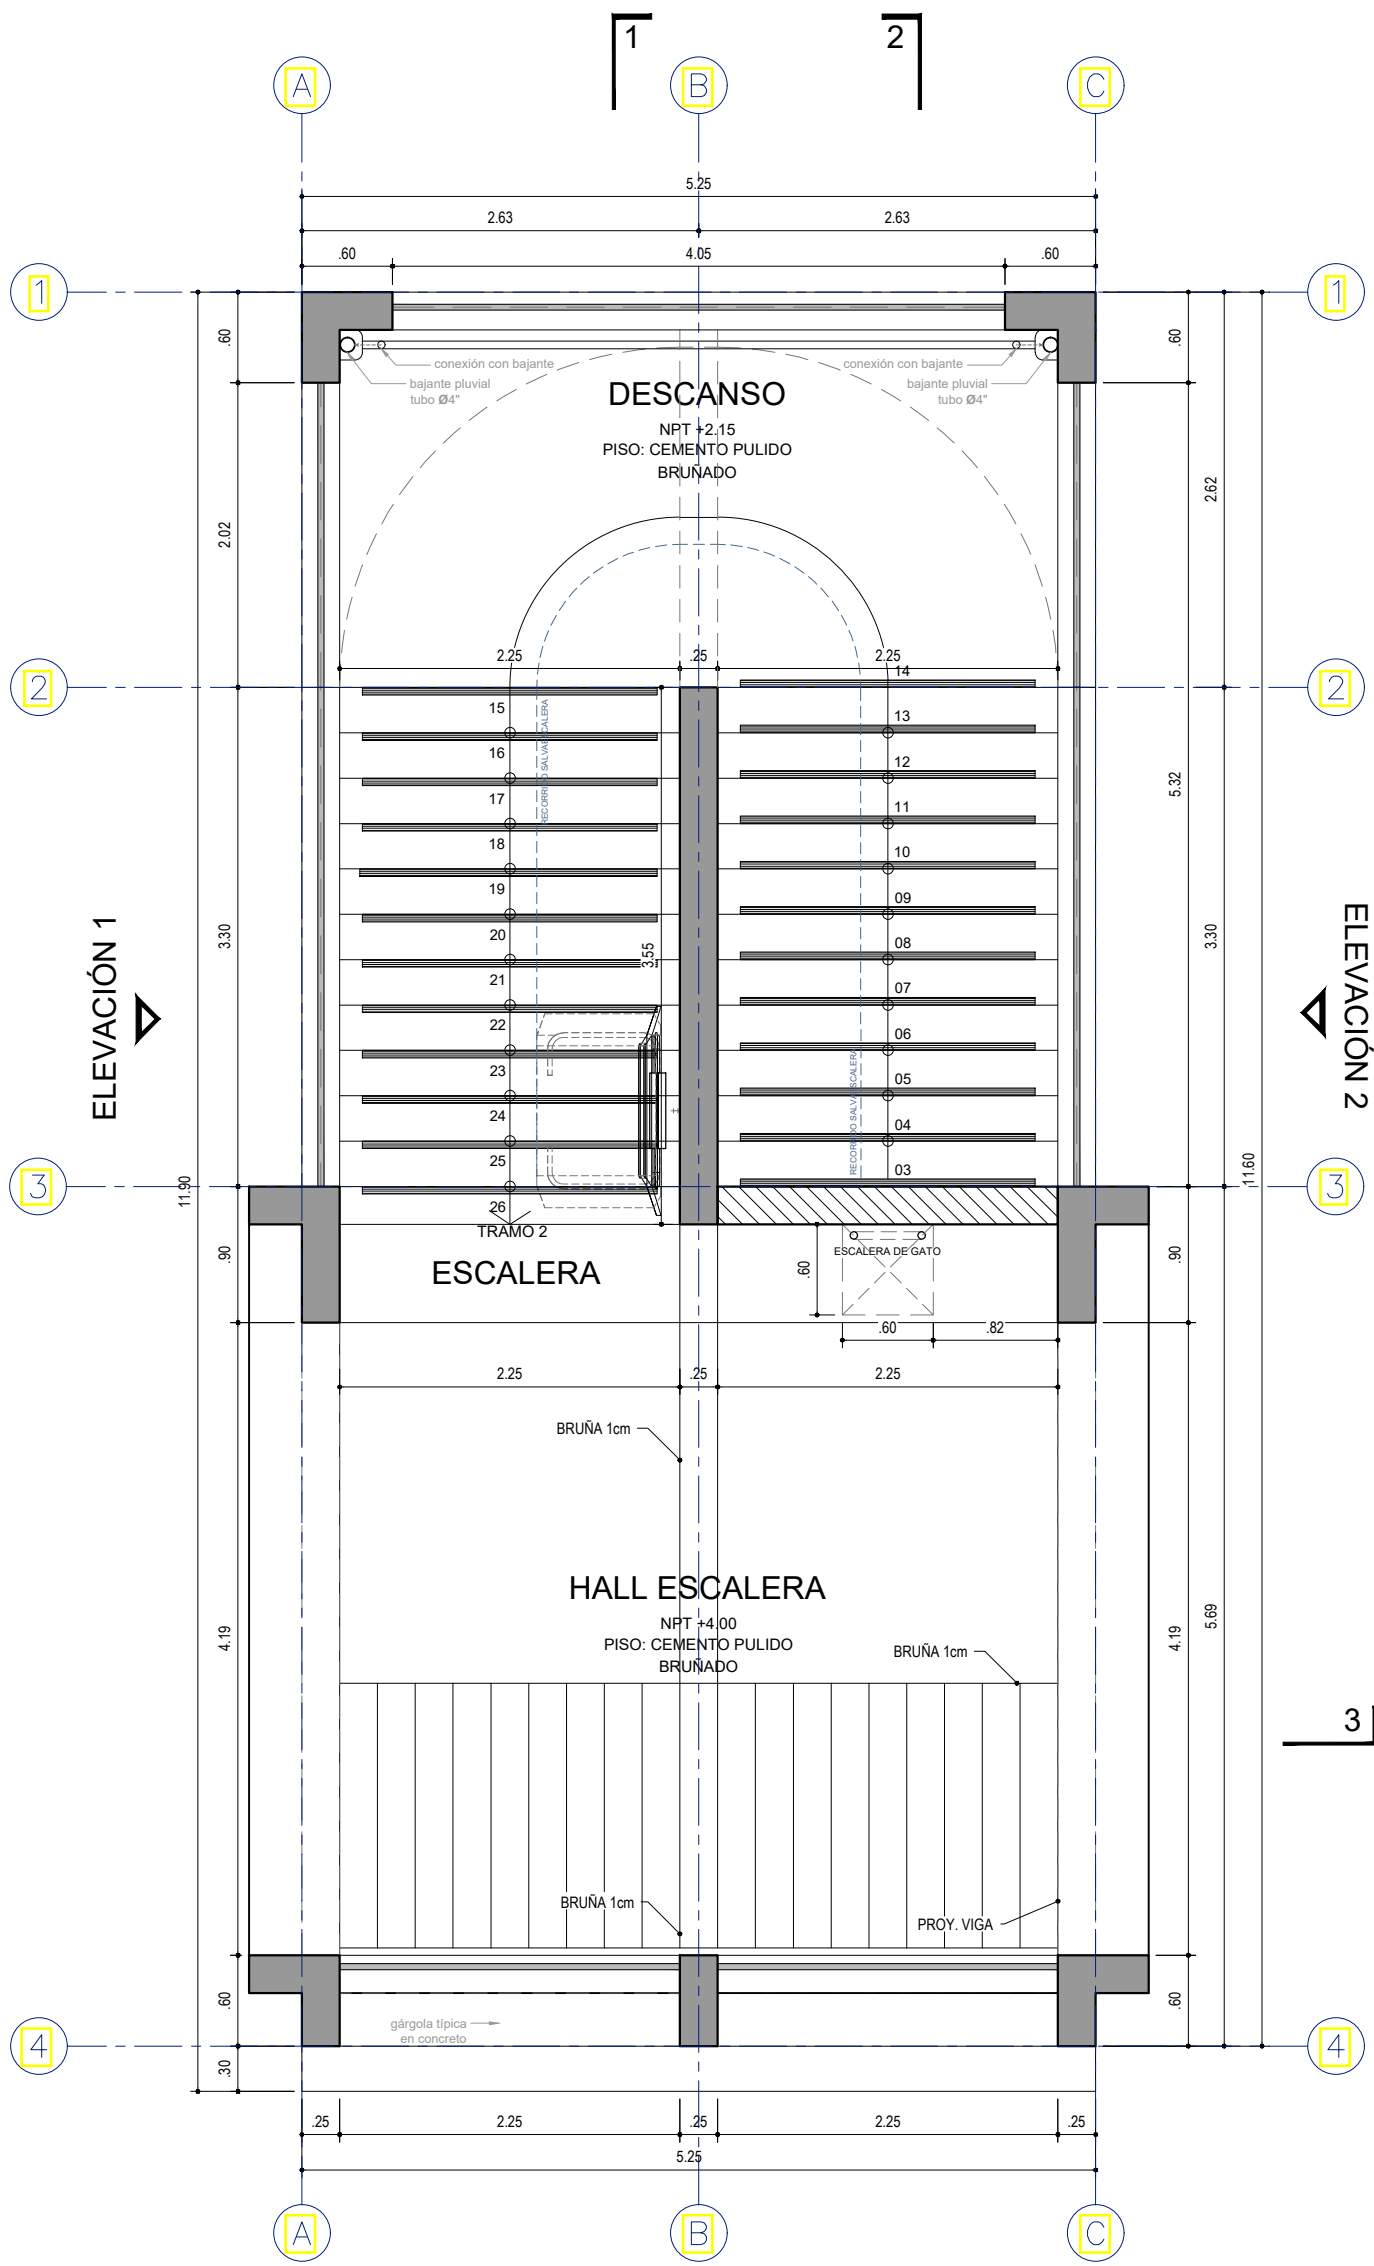 1
2
A
B
C
5.25
2.63
2.63
.60
4.05
.60
1
1
.60
.60
conexión con bajante
conexión con bajante
bajante pluvial
tubo Ø4"
bajante pluvial
tubo Ø4"
DESCANSO
NPT +2.15
PISO: CEMENTO PULIDO
BRUÑADO
2.02
2.62
2.25
.25
2.25
2
2
14
15
13
16
12
17
11
18
10
19
09
20
08
21
07
22
06
23
05
24
04
25
03
26
RECORRIDO SALVAESCALERA
RECORRIDO SALVAESCALERA
3.55
3.30
5.32
3.30
ELEVACIÓN 1
ELEVACIÓN 2
3
3
11.90
11.60
TRAMO 2
ESCALERA
ESCALERA DE GATO
.90
.90
.60
.60
.82
2.25
.25
2.25
BRUÑA 1cm
HALL ESCALERA
NPT +4.00
PISO: CEMENTO PULIDO
BRUÑADO
BRUÑA 1cm
4.19
4.19
5.69
3
BRUÑA 1cm
PROY. VIGA
.60
.60
gárgola típica
en concreto
4
4
.30
.25
2.25
.25
2.25
.25
5.25
A
B
C